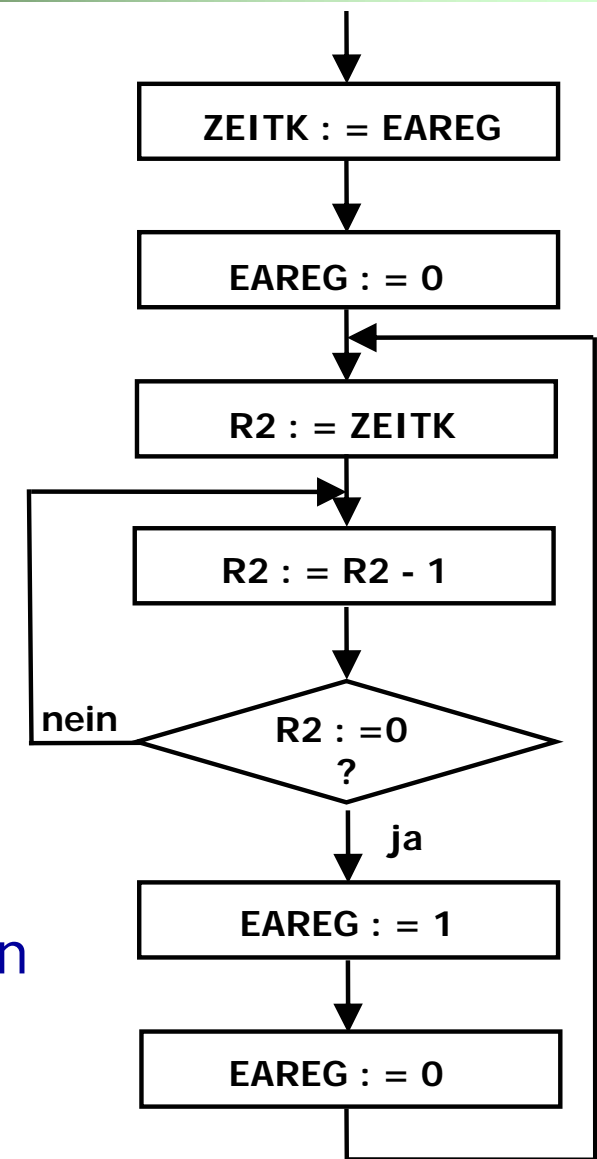 ZEITK : = EAREG
EAREG : = 0
R2 : = ZEITK
R2 : = R2 - 1
nein
R2 : =0
?
ja
EAREG : = 1
n
EAREG : = 0